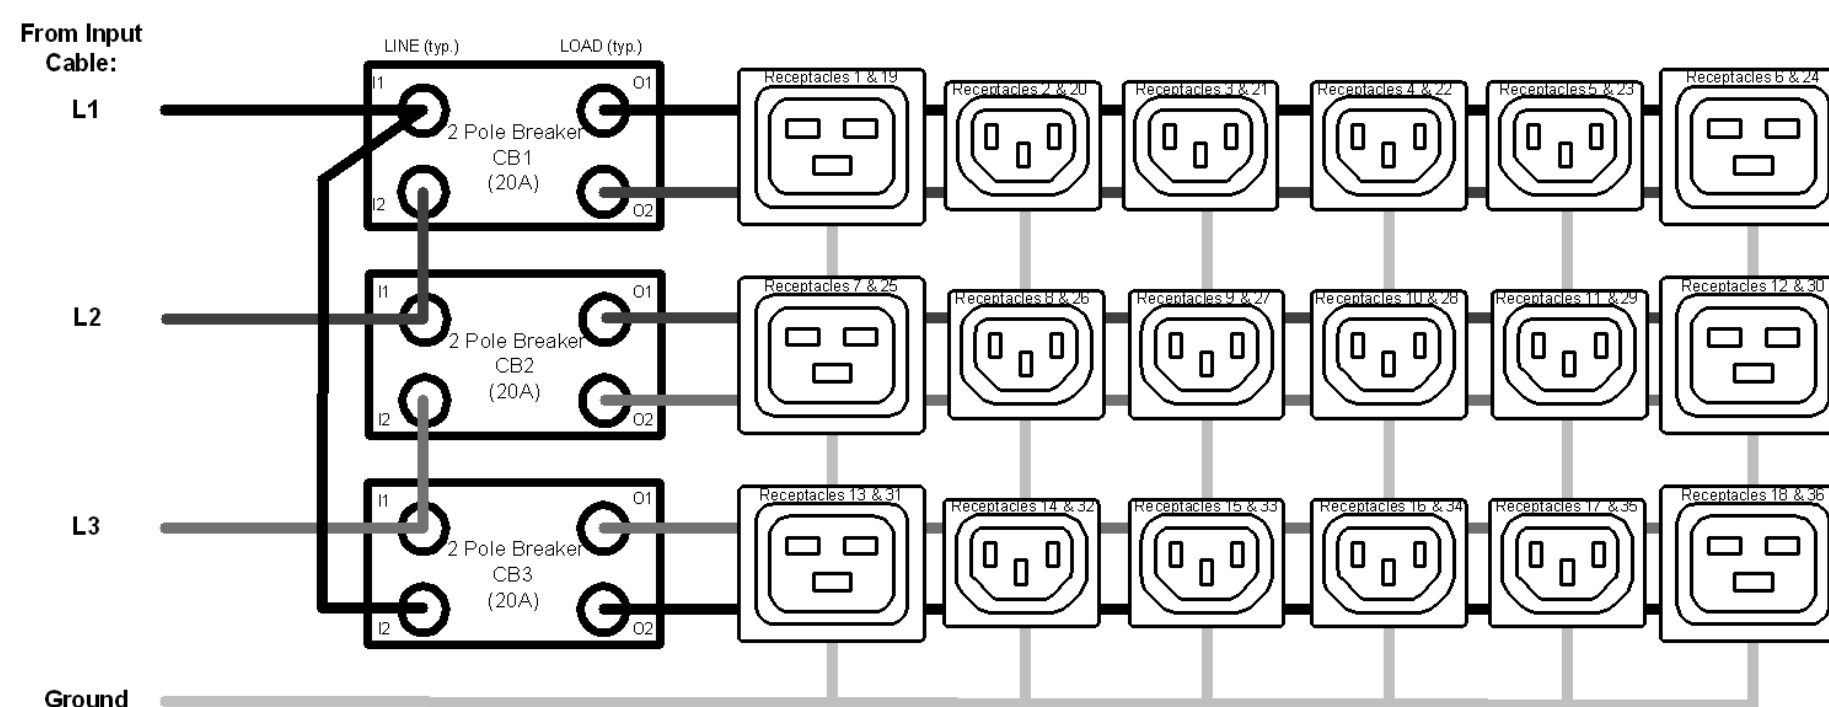 From Input
Cable:
LINE (typ.)
LOAD (typ.)
L1
I1
O1
2 Pole Breaker
CB1
(20A)
I2
O2
Receptacles 1 & 19
Receptacles 2 & 20
Receptacles 3 & 21
Receptacles 4 & 22
Receptacles 5 & 23
Receptacles 6 & 24
L2
I1
O1
2 Pole Breaker
CB2
(20A)
I2
O2
Receptacles 7 & 25
Receptacles 8 & 26
Receptacles 9 & 27
Receptacles 10 & 28
Receptacles 11 & 29
Receptacles 12 & 30
L3
I1
O1
2 Pole Breaker
CB3
(20A)
I2
O2
Receptacles 13 & 31
Receptacles 14 & 32
Receptacles 15 & 33
Receptacles 16 & 34
Receptacles 17 & 35
Receptacles 18 & 36
Ground